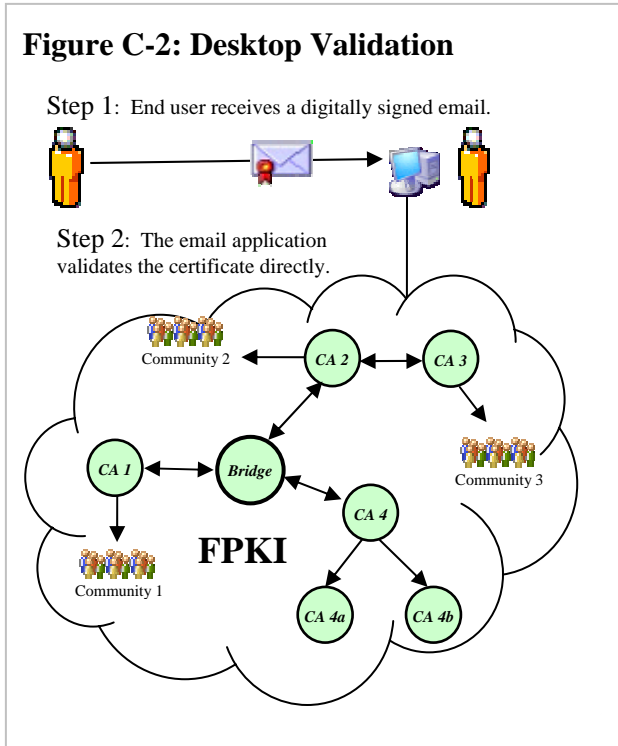 Figure C-2: Desktop Validation
Step 1: End user receives a digitally signed email.
Step 2: The email application
validates the certificate directly.
Community 2
CA 2
CA 3
CA 1
Bridge
Community 3
CA 4
FPKI
Community 1
CA 4a
CA 4b